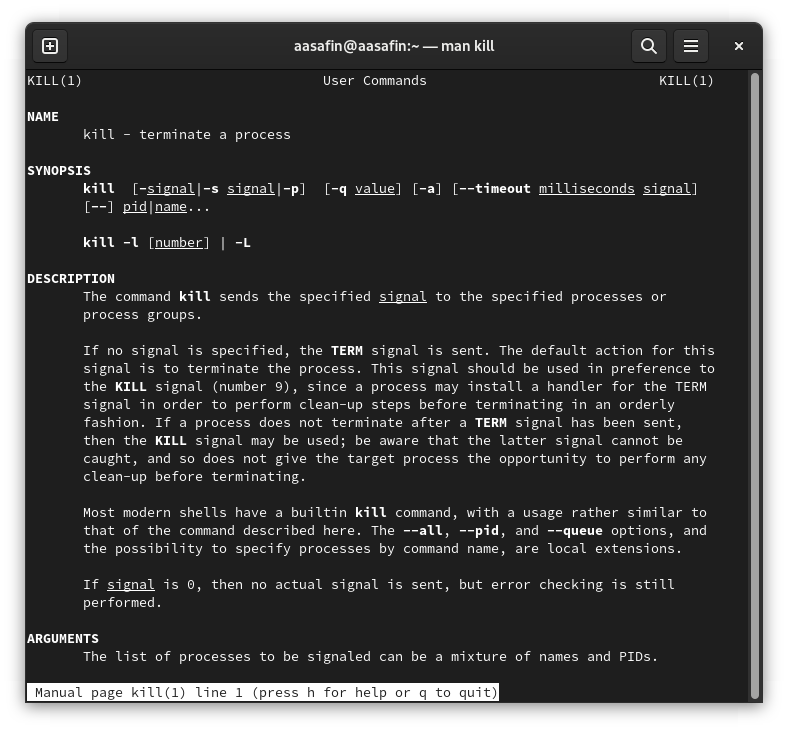 aasafin@aasafin:~ — man kill
KILL(1) User Commands KILL(1)
NAME
kill - terminate a process
SYNOPSIS
kill [-signal|-s signal|-p] [-q value] [-a] [--timeout milliseconds signal]
[--] pid|name...
kill -l [number] | -L
DESCRIPTION
The command kill sends the specified signal to the specified processes or
process groups.
If no signal is specified, the TERM signal is sent. The default action for this
signal is to terminate the process. This signal should be used in preference to
the KILL signal (number 9), since a process may install a handler for the TERM
signal in order to perform clean-up steps before terminating in an orderly
fashion. If a process does not terminate after a TERM signal has been sent,
then the KILL signal may be used; be aware that the latter signal cannot be
caught, and so does not give the target process the opportunity to perform any
clean-up before terminating.
Most modern shells have a builtin kill command, with a usage rather similar to
that of the command described here. The --all, --pid, and --queue options, and
the possibility to specify processes by command name, are local extensions.
If signal is 0, then no actual signal is sent, but error checking is still
performed.
ARGUMENTS
The list of processes to be signaled can be a mixture of names and PIDs.
Manual page kill(1) line 1 (press h for help or q to quit)